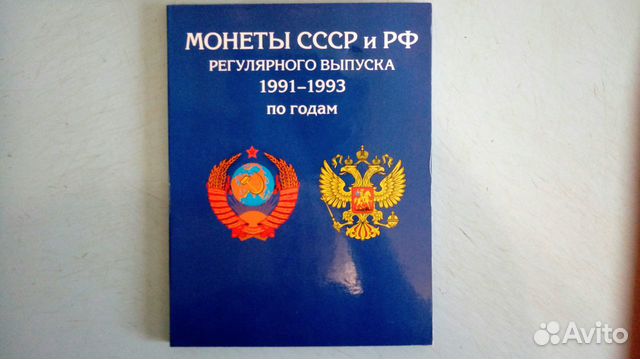 МОНЕТЫ СССР и РФ
РЕГУЛЯРНОГО ВЫПУСКА
1991–1993
по годам
Avito